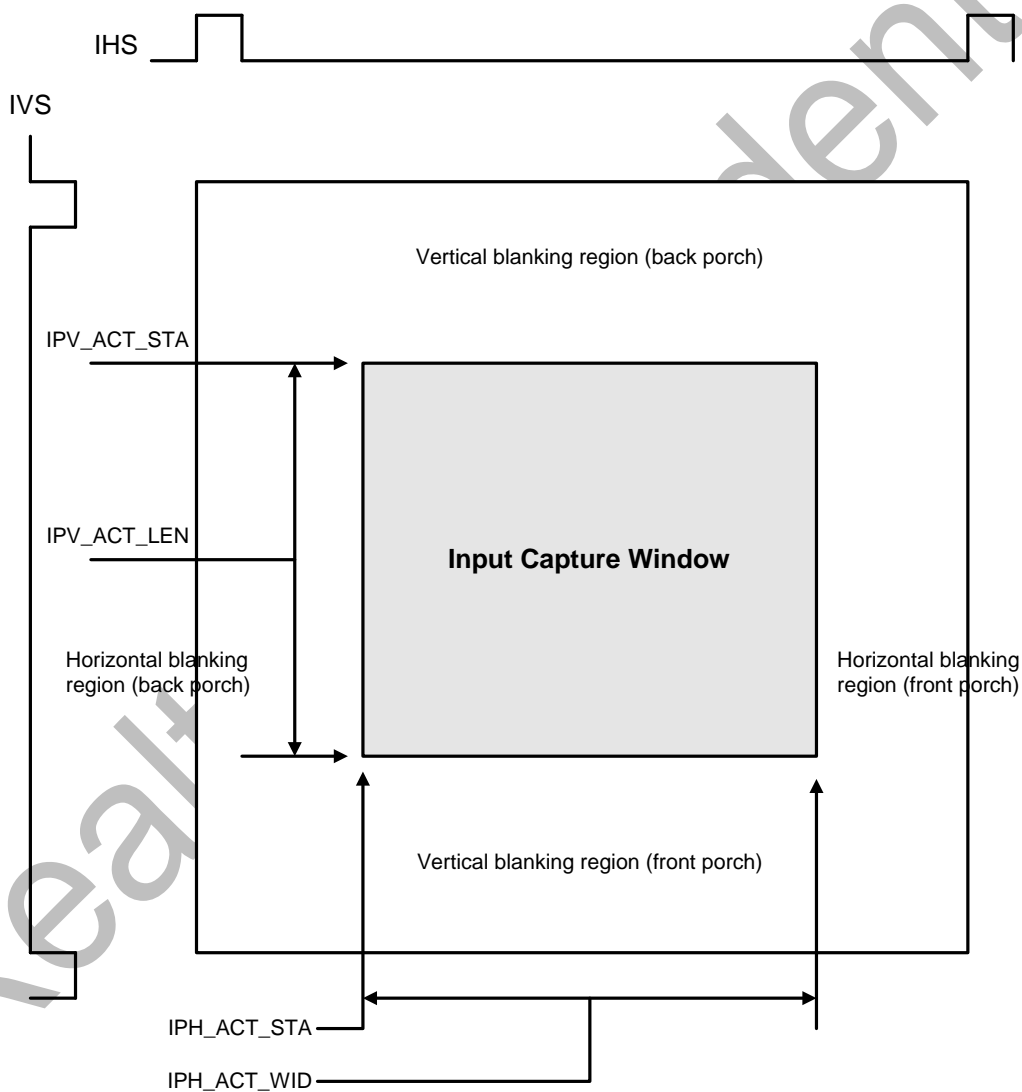 IHS
IVS
Vertical blanking region (back porch)
IPV_ACT_STA
IPV_ACT_LEN
Input Capture Window
Horizontal blanking
region (back porch)
Horizontal blanking
region (front porch)
Vertical blanking region (front porch)
IPH_ACT_STA
IPH_ACT_WID